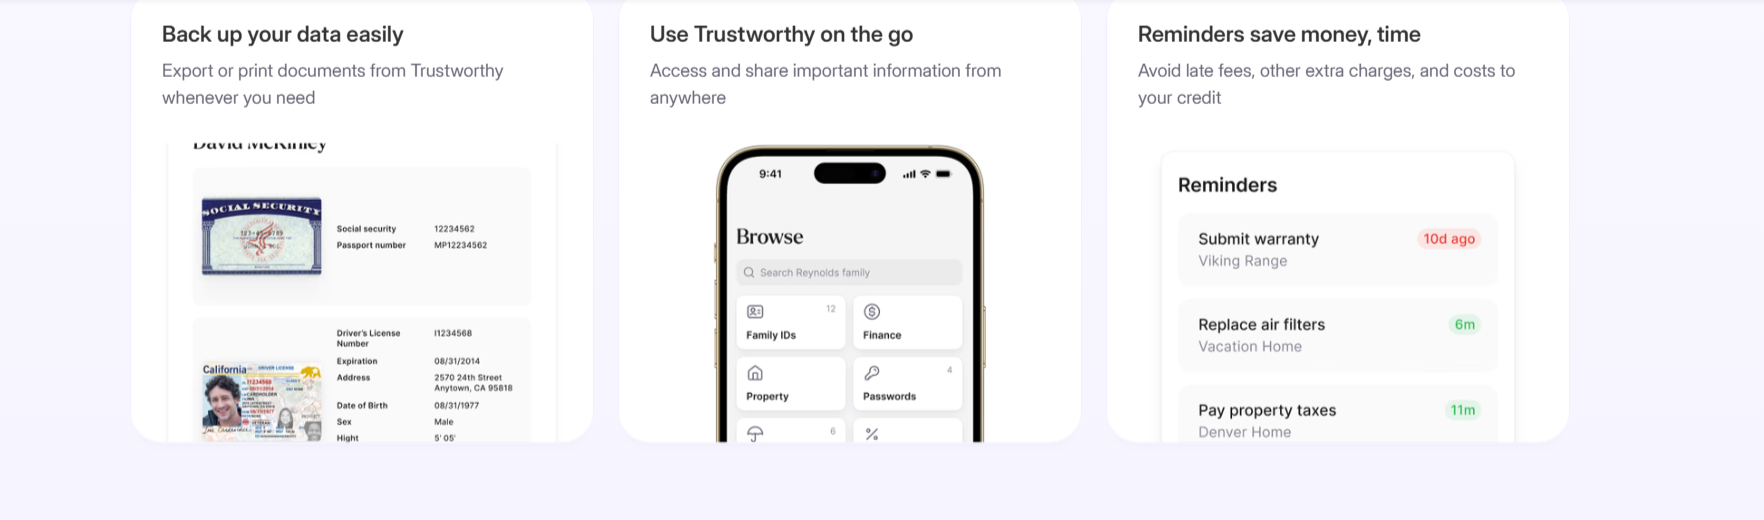 Back up your data easily
Export or print documents from Trustworthy
whenever you need
David McKinley
SOCIAL SECURITY
Social security 12234562
Passport number MP12234562
Driver's License
Number I1234568
Expiration 08/31/2014
Address 2570 24th Street
Anytown, CA 95818
Date of Birth 08/31/1977
Sex Male
Hight 5' 05'
California DRIVER LICENSE
I1234568
Use Trustworthy on the go
Access and share important information from
anywhere
9:41
Browse
Search Reynolds family
12
Family IDs
Finance
4
Property
Passwords
6
Reminders save money, time
Avoid late fees, other extra charges, and costs to
your credit
Reminders
Submit warranty 10d ago
Viking Range
Replace air filters 6m
Vacation Home
Pay property taxes 11m
Denver Home